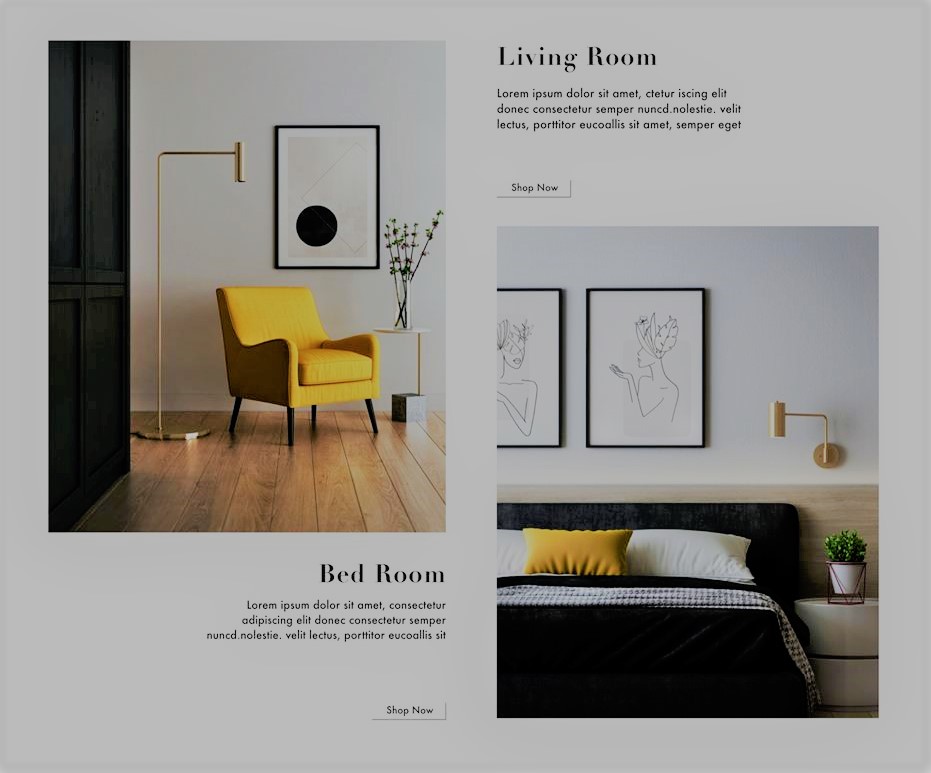 Living Room
Lorem ipsum dolor sit amet, ctetur iscing elit
donec consectetur semper nuncd.nolestie. velit
lectus, porttitor eucoallis sit amet, semper eget
Shop Now
Bed Room
Lorem ipsum dolor sit amet, consectetur
adipiscing elit donec consectetur semper
nuncd.nolestie. velit lectus, porttitor eucoallis sit
Shop Now